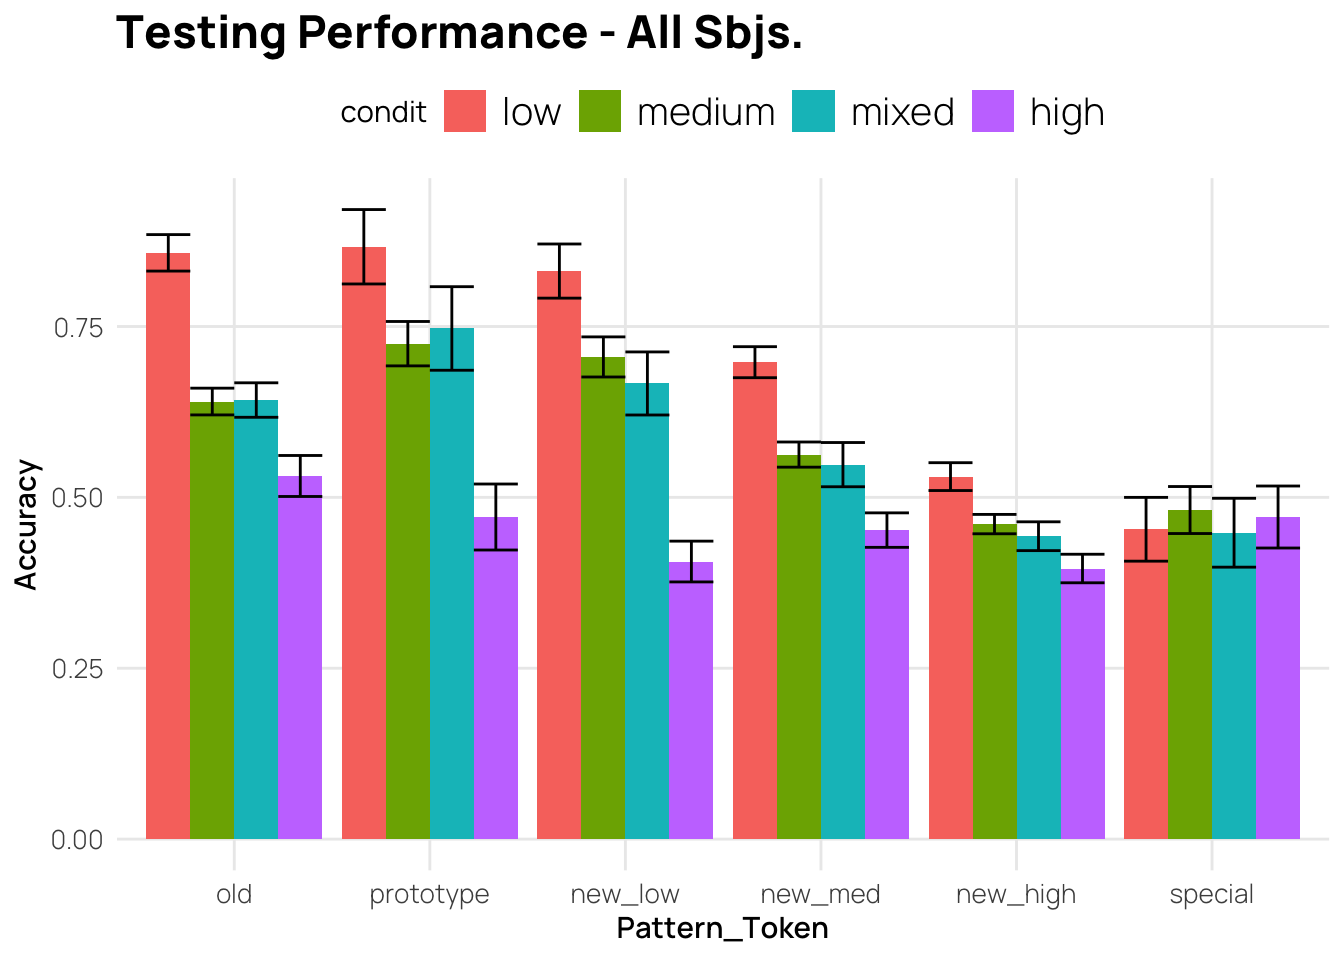 Testing Performance - All Sbjs.
condit low medium mixed high
0.75
0.50
0.25
0.00
Accuracy
old prototype new_low new_med new_high special
Pattern_Token